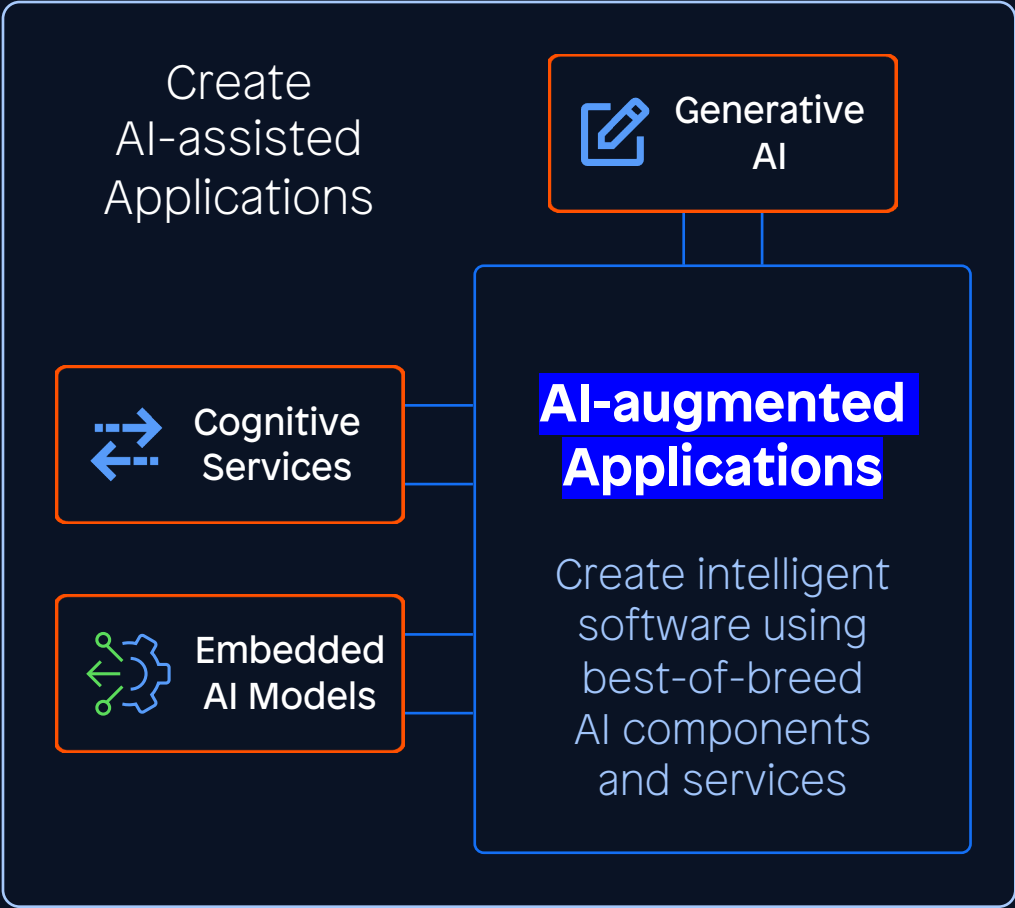 Create
AI-assisted
Applications
Generative
AI
Cognitive
Services
Embedded
AI Models
AI-augmented
Applications
Create intelligent
software using
best-of-breed
AI components
and services